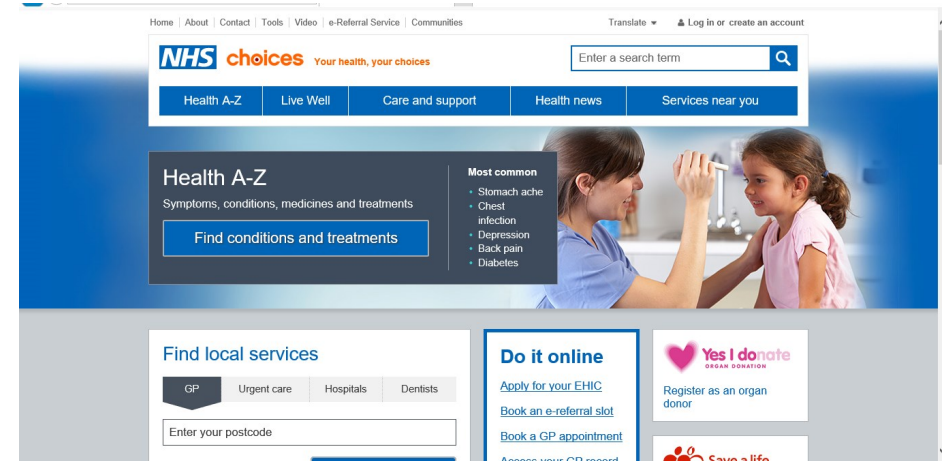 Home | About | Contact | Tools | Video | e-Referral Service | Communities
Translate
Log in or create an account
NHS choices Your health, your choices
Enter a search term
Health A-Z
Live Well
Care and support
Health news
Services near you
Health A-Z
Symptoms, conditions, medicines and treatments
Find conditions and treatments
Most common
Stomach ache
Chest
infection
Depression
Back pain
Diabetes
Find local services
GP
Urgent care
Hospitals
Dentists
Enter your postcode
Do it online
Apply for your EHIC
Book an e-referral slot
Book a GP appointment
Access your GP record
Yes I donate
ORGAN DONATION
Register as an organ
donor
Save a life